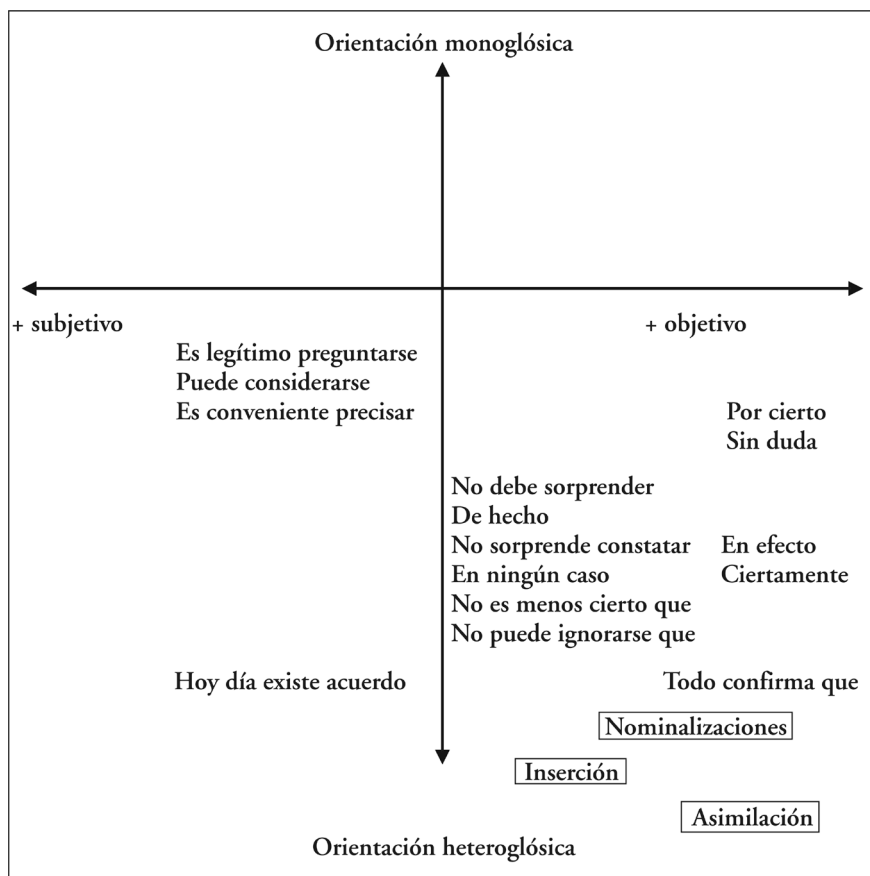 Orientación monoglósica
+ subjetivo
+ objetivo
Es legítimo preguntarse
Puede considerarse
Es conveniente precisar
Por cierto
Sin duda
No debe sorprender
De hecho
No sorprende constatar
En ningún caso
No es menos cierto que
No puede ignorarse que
En efecto
Ciertamente
Hoy día existe acuerdo
Todo confirma que
Nominalizaciones
Inserción
Asimilación
Orientación heteroglósica